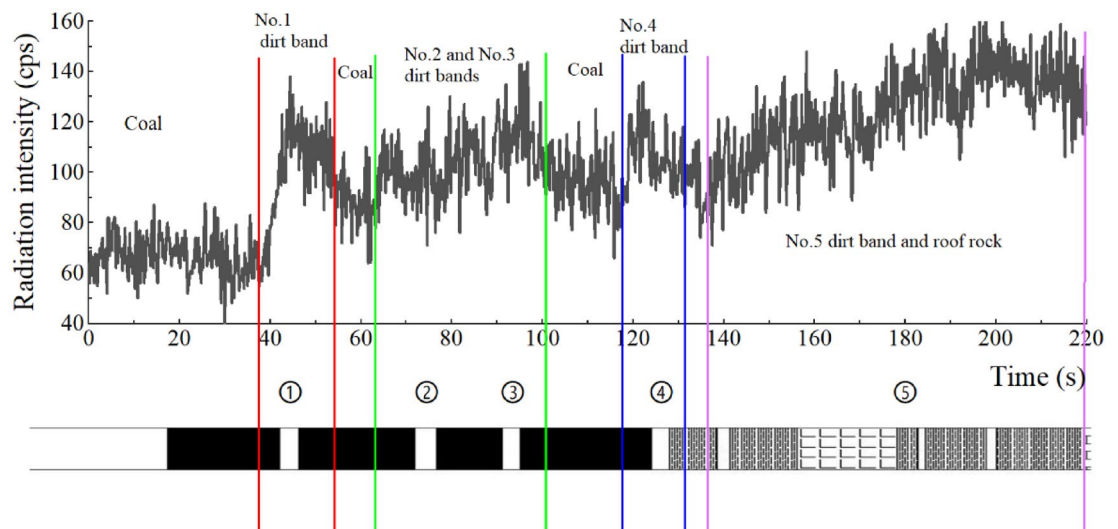 Radiation intensity (cps)
160
140
120
100
80
60
40
No.1
dirt band
Coal
Coal
No.2 and No.3
dirt bands
Coal
No.4
dirt band
No.5 dirt band and roof rock
0 20 40 60 80 100 120 140 160 180 200 220
Time (s)
① ② ③ ④ ⑤